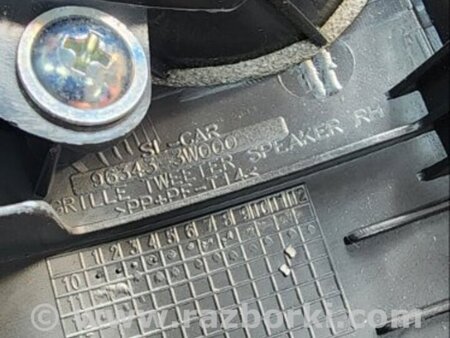 SL-CAR
96343-3W000
GRILLE TWEETER SPEAKER RH
1 2 3 4 5 6 7 8 9 10 11 12
10
11
© www.razborki.com